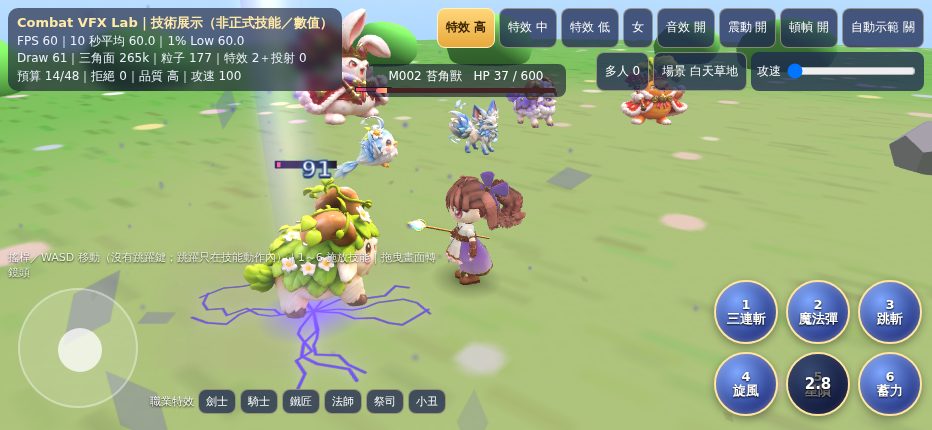 Combat VFX Lab｜技術展示（非正式技能／數值）
FPS 60｜10 秒平均 60.0｜1% Low 60.0
Draw 61｜三角面 265k｜粒子 177｜特效 2＋投射 0
預算 14/48｜拒絕 0｜品質 高｜攻速 100
特效 高
特效 中
特效 低
女
音效 開
震動 開
頓幀 開
自動示範 關
多人 0
場景 白天草地
攻速
M002 苔角獸 HP 37 / 600
91
搖桿／WASD 移動（沒有跳躍鍵；跳躍只在技能動作內）｜1～6 施放技能｜拖曳畫面轉
鏡頭
1
三連斬
2
魔法彈
3
跳斬
4
旋風
2.8
6
蓄力
職業特效
劍士
騎士
鐵匠
法師
祭司
小丑